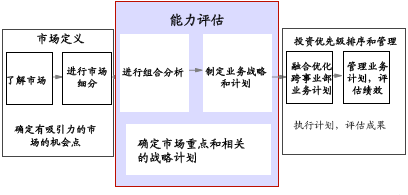 市场定义
了解市场
进行市场
细分
确定有吸引力的市
场的机会点
能力评估
进行组合分析
制定业务战略
和计划
确定市场重点和相关
的战略计划
投资优先级排序和管理
融合优化
跨事业部
业务计划
管理业务
计划，评
估绩效
执行计划，评估成果